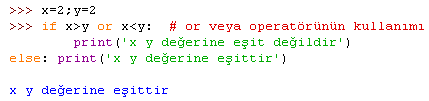 >>> x=2;y=2
>>> if x>y or x<y:  # or veya operatörünün kullanımı
        print('x y değerine eşit değildir')
else: print('x y değerine eşittir')
x y değerine eşittir